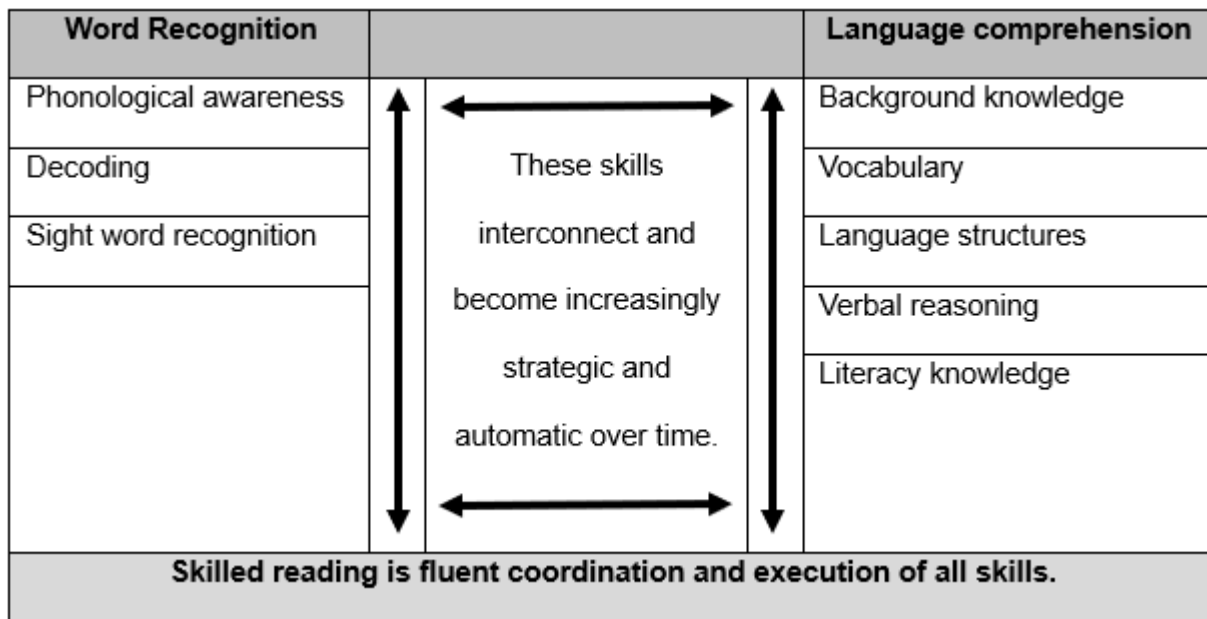 Word Recognition
Language comprehension
Phonological awareness
Decoding
Sight word recognition
These skills
interconnect and
become increasingly
strategic and
automatic over time.
Background knowledge
Vocabulary
Language structures
Verbal reasoning
Literacy knowledge
Skilled reading is fluent coordination and execution of all skills.